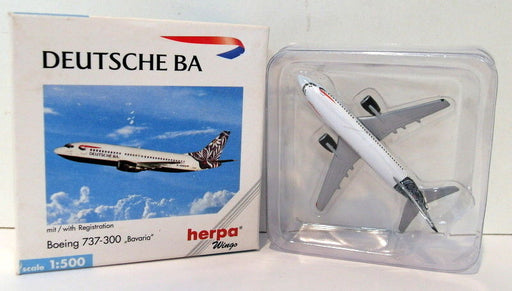 DEUTSCHE BA
DEUTSCHE BA
mit / with Registration
Boeing 737-300 „Bavaria"
herpa
Wings
scale 1:500